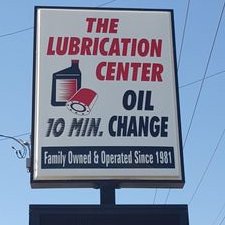 THE
LUBRICATION
CENTER
OIL
10 MIN. CHANGE
Family Owned & Operated Since 1981